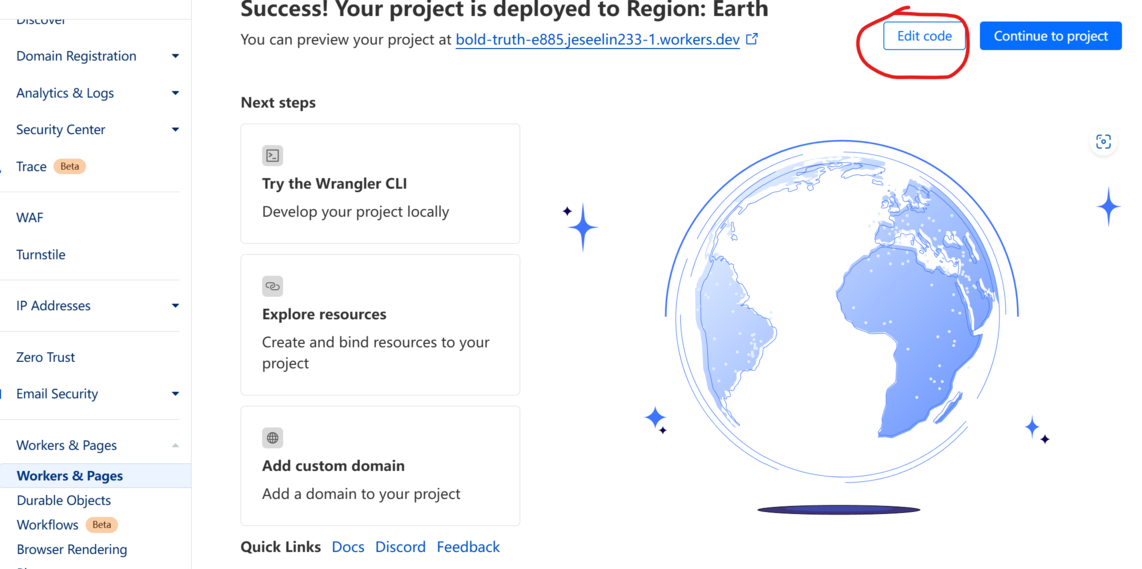 Discover
Domain Registration
Analytics & Logs
Security Center
Trace Beta
WAF
Turnstile
IP Addresses
Zero Trust
Email Security
Workers & Pages
Workers & Pages
Durable Objects
Workflows Beta
Browser Rendering
Success! Your project is deployed to Region: Earth
You can preview your project at bold-truth-e885.jeseelin233-1.workers.dev
Edit code
Continue to project
Next steps
Try the Wrangler CLI
Develop your project locally
Explore resources
Create and bind resources to your
project
Add custom domain
Add a domain to your project
Quick Links Docs Discord Feedback